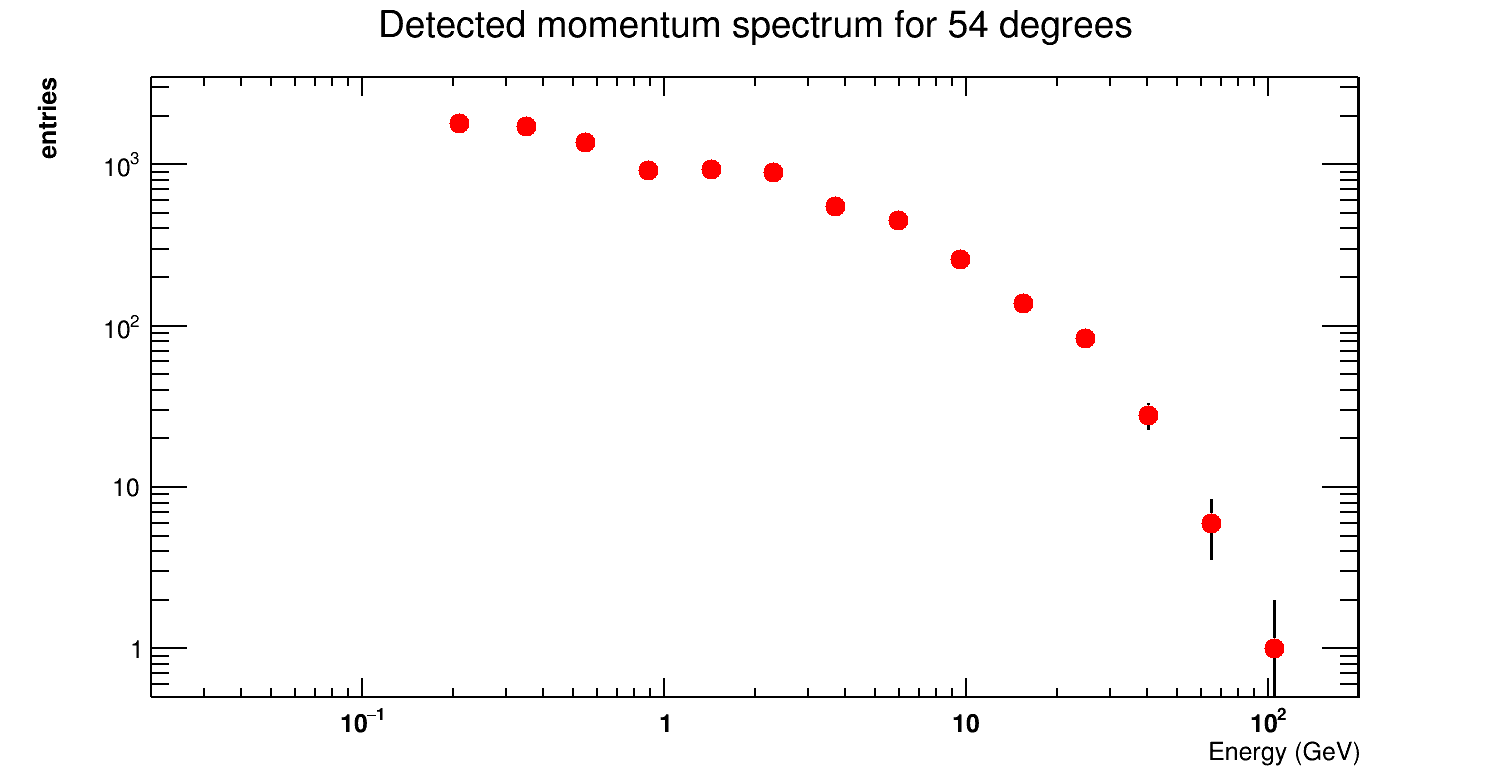 Detected momentum spectrum for 54 degrees
entries
10³
10²
10
1
10⁻¹
1
10
10²
Energy (GeV)